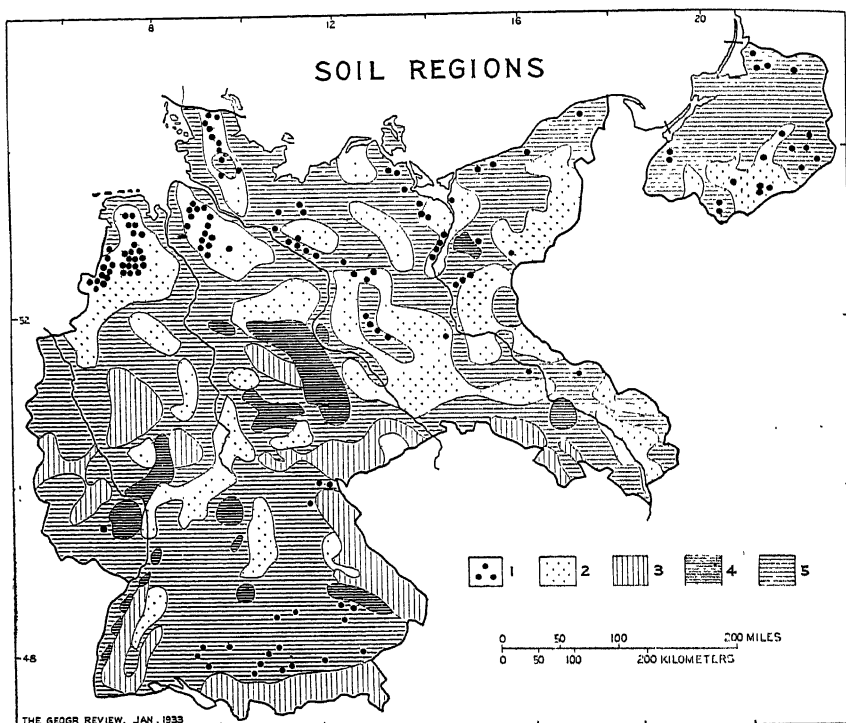 8 12 16 20
SOIL REGIONS
52
1 2 3 4 5
0 50 100 200 MILES
48
0 50 100 200 KILOMETERS
THE GEOGR. REVIEW, JAN. 1933